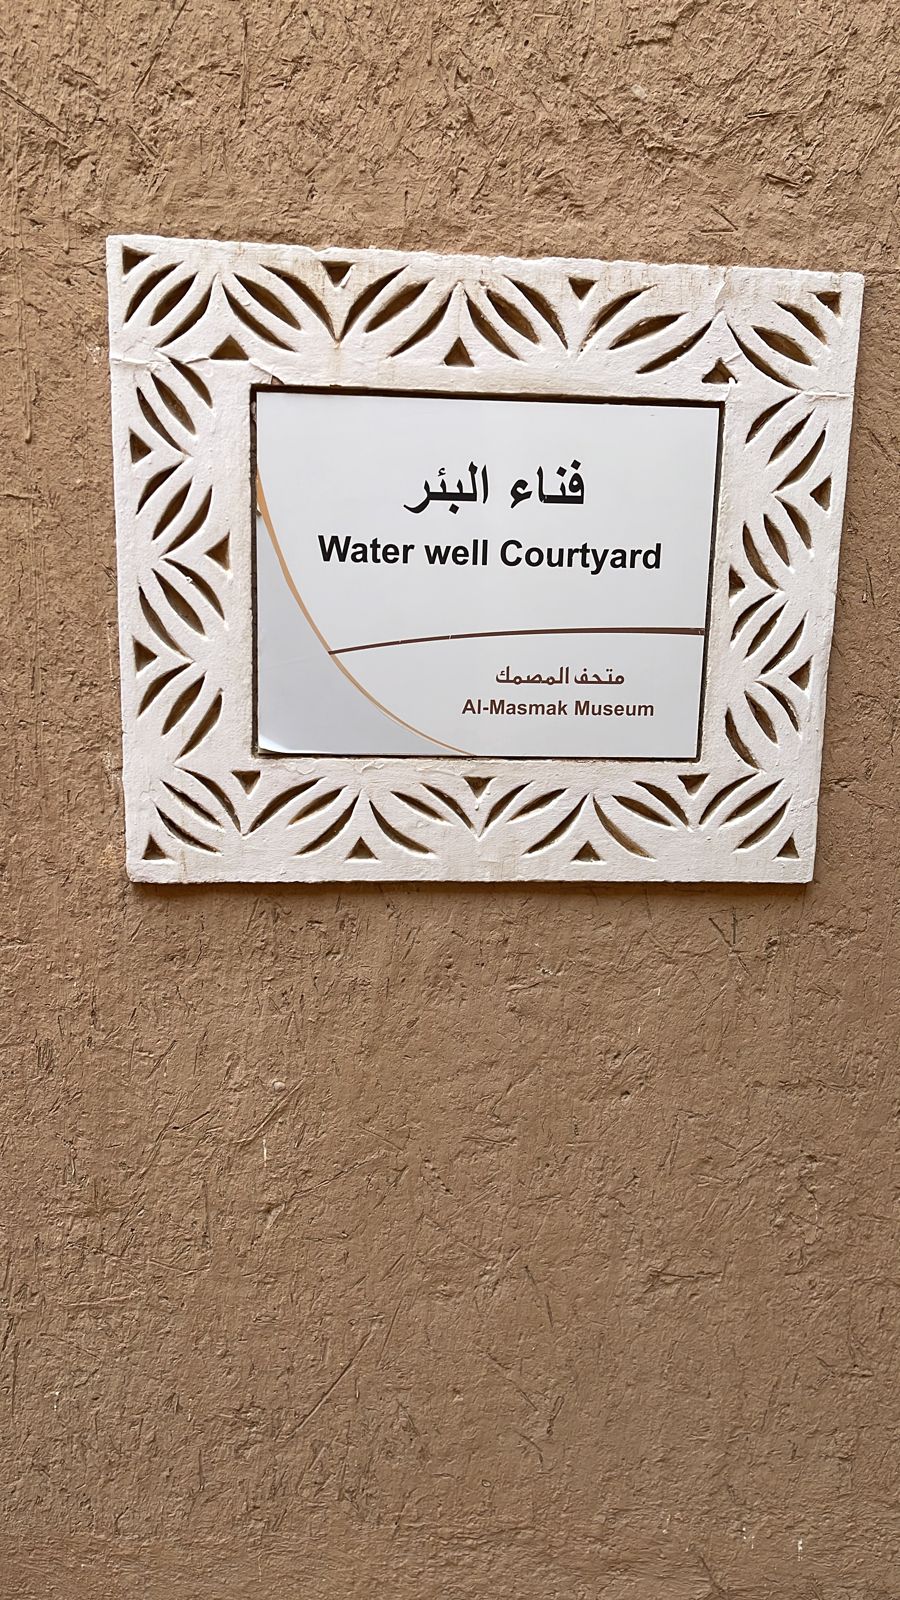 فناء البئر
Water well Courtyard
متحف المصمك
Al-Masmak Museum